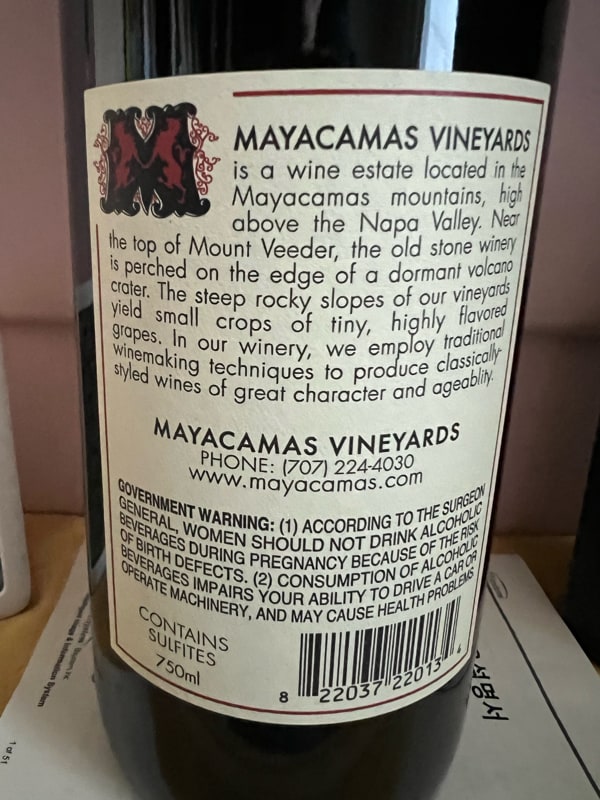 M
MAYACAMAS VINEYARDS
is a wine estate located in the
Mayacamas mountains, high
above the Napa Valley. Near
the top of Mount Veeder, the old stone winery
is perched on the edge of a dormant volcano
crater. The steep rocky slopes of our vineyards
yield small crops of tiny, highly flavored
grapes. In our winery, we employ traditional
winemaking techniques to produce classically-
styled wines of great character and ageablity.
MAYACAMAS VINEYARDS
PHONE: (707) 224-4030
www.mayacamas.com
GOVERNMENT WARNING: (1) ACCORDING TO THE SURGEON
GENERAL, WOMEN SHOULD NOT DRINK ALCOHOLIC
BEVERAGES DURING PREGNANCY BECAUSE OF THE RISK
OF BIRTH DEFECTS. (2) CONSUMPTION OF ALCOHOLIC
BEVERAGES IMPAIRS YOUR ABILITY TO DRIVE A CAR OR
OPERATE MACHINERY, AND MAY CAUSE HEALTH PROBLEMS
CONTAINS
SULFITES
750ml
8 22037 22013 4
Information System
1 of 51